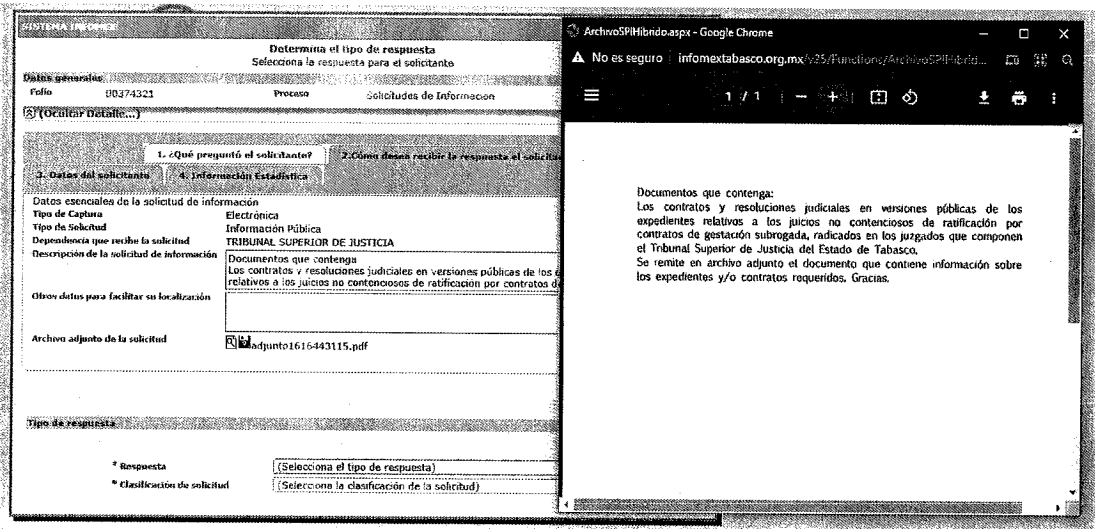 SISTEMA INFOMEX
Determina el tipo de respuesta
Selecciona la respuesta para el solicitante
Datos generales
Folio 00374321 Proceso Solicitudes de Informacion
(Ocultar Detalle...)
1. ¿Qué preguntó el solicitante? 2.Cómo desea recibir la respuesta el solicita
3. Datos del solicitante 4. Información Estadística
Datos esenciales de la solicitud de información
Tipo de Captura Electrónica
Tipo de Solicitud Información Pública
Dependencia que recibe la solicitud TRIBUNAL SUPERIOR DE JUSTICIA
Descripción de la solicitud de información Documentos que contenga
Los contratos y resoluciones judiciales en versiones públicas de los
relativos a los juicios no contenciosos de ratificación por contratos d
Otros datos para facilitar su localización
Archivo adjunto de la solicitud adjunto1616443115.pdf
Tipo de respuesta
* Respuesta (Selecciona el tipo de respuesta)
* Clasificación de solicitud (Selecciona la clasificación de la solicitud)
ArchivoSPIHibrido.aspx - Google Chrome
No es seguro infomextabasco.org.mx/v25/Functions/ArchivoSPIHibrid...
1 / 1
Documentos que contenga:
Los contratos y resoluciones judiciales en versiones públicas de los
expedientes relativos a los juicios no contenciosos de ratificación por
contratos de gestación subrogada, radicados en los juzgados que componen
el Tribunal Superior de Justicia del Estado de Tabasco.
Se remite en archivo adjunto el documento que contiene información sobre
los expedientes y/o contratos requeridos. Gracias.